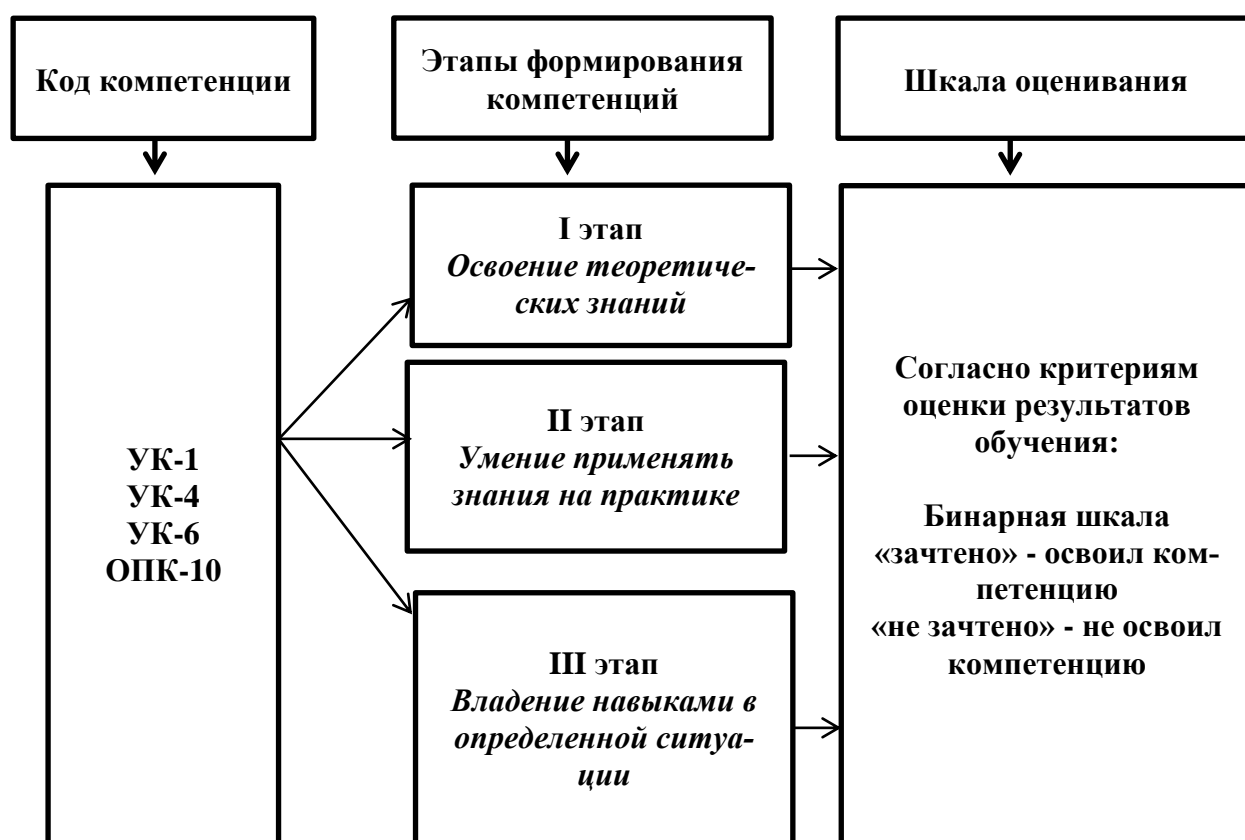 Код компетенции
Этапы формирования
компетенций
Шкала оценивания
УК-1
УК-4
УК-6
ОПК-10
I этап
Освоение теоретиче-
ских знаний
II этап
Умение применять
знания на практике
III этап
Владение навыками в
определенной ситуа-
ции
Согласно критериям
оценки результатов
обучения:
Бинарная шкала
«зачтено» - освоил ком-
петенцию
«не зачтено» - не освоил
компетенцию